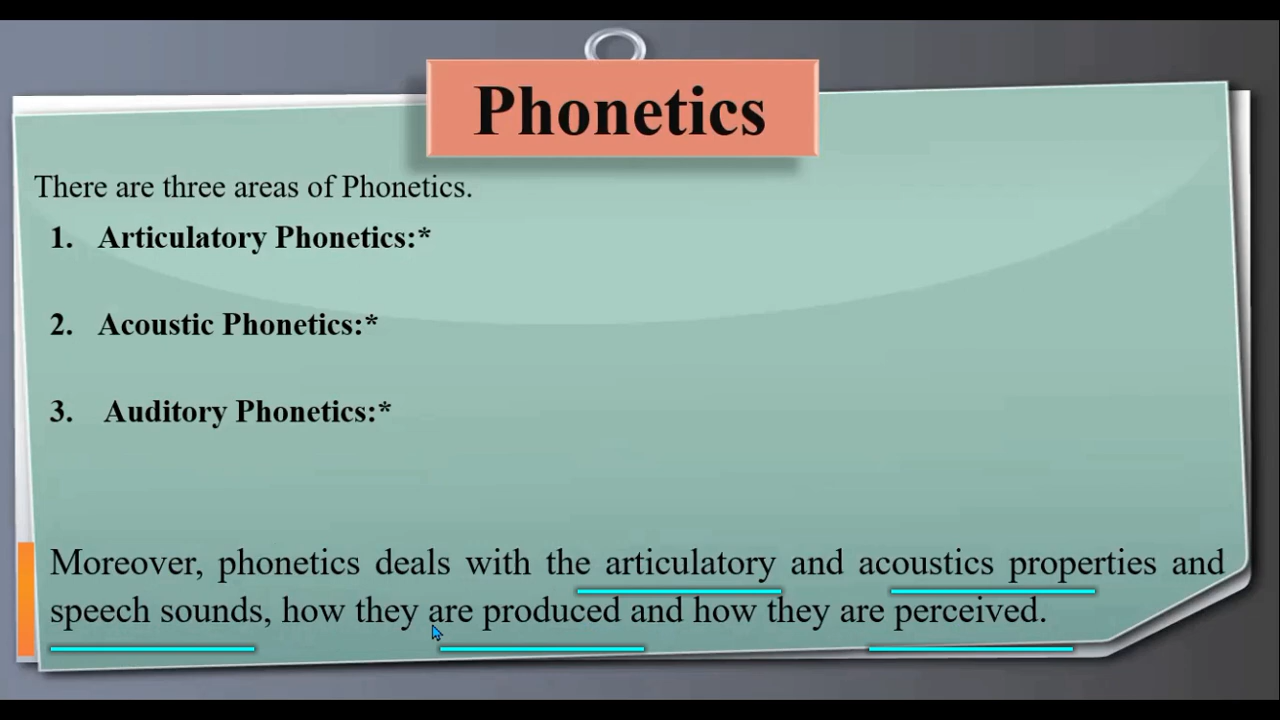 Phonetics
There are three areas of Phonetics.
1. Articulatory Phonetics:*
2. Acoustic Phonetics:*
3. Auditory Phonetics:*
Moreover, phonetics deals with the articulatory and acoustics properties and
speech sounds, how they are produced and how they are perceived.